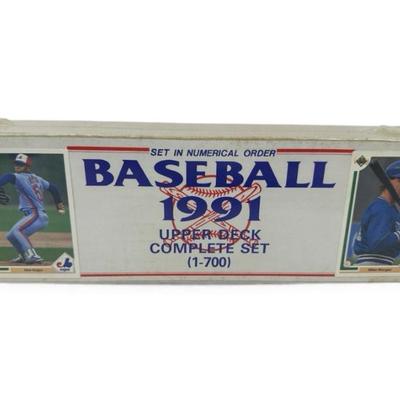 SET IN NUMERICAL ORDER
BASEBALL
1991
UPPER DECK
COMPLETE SET
(1-700)